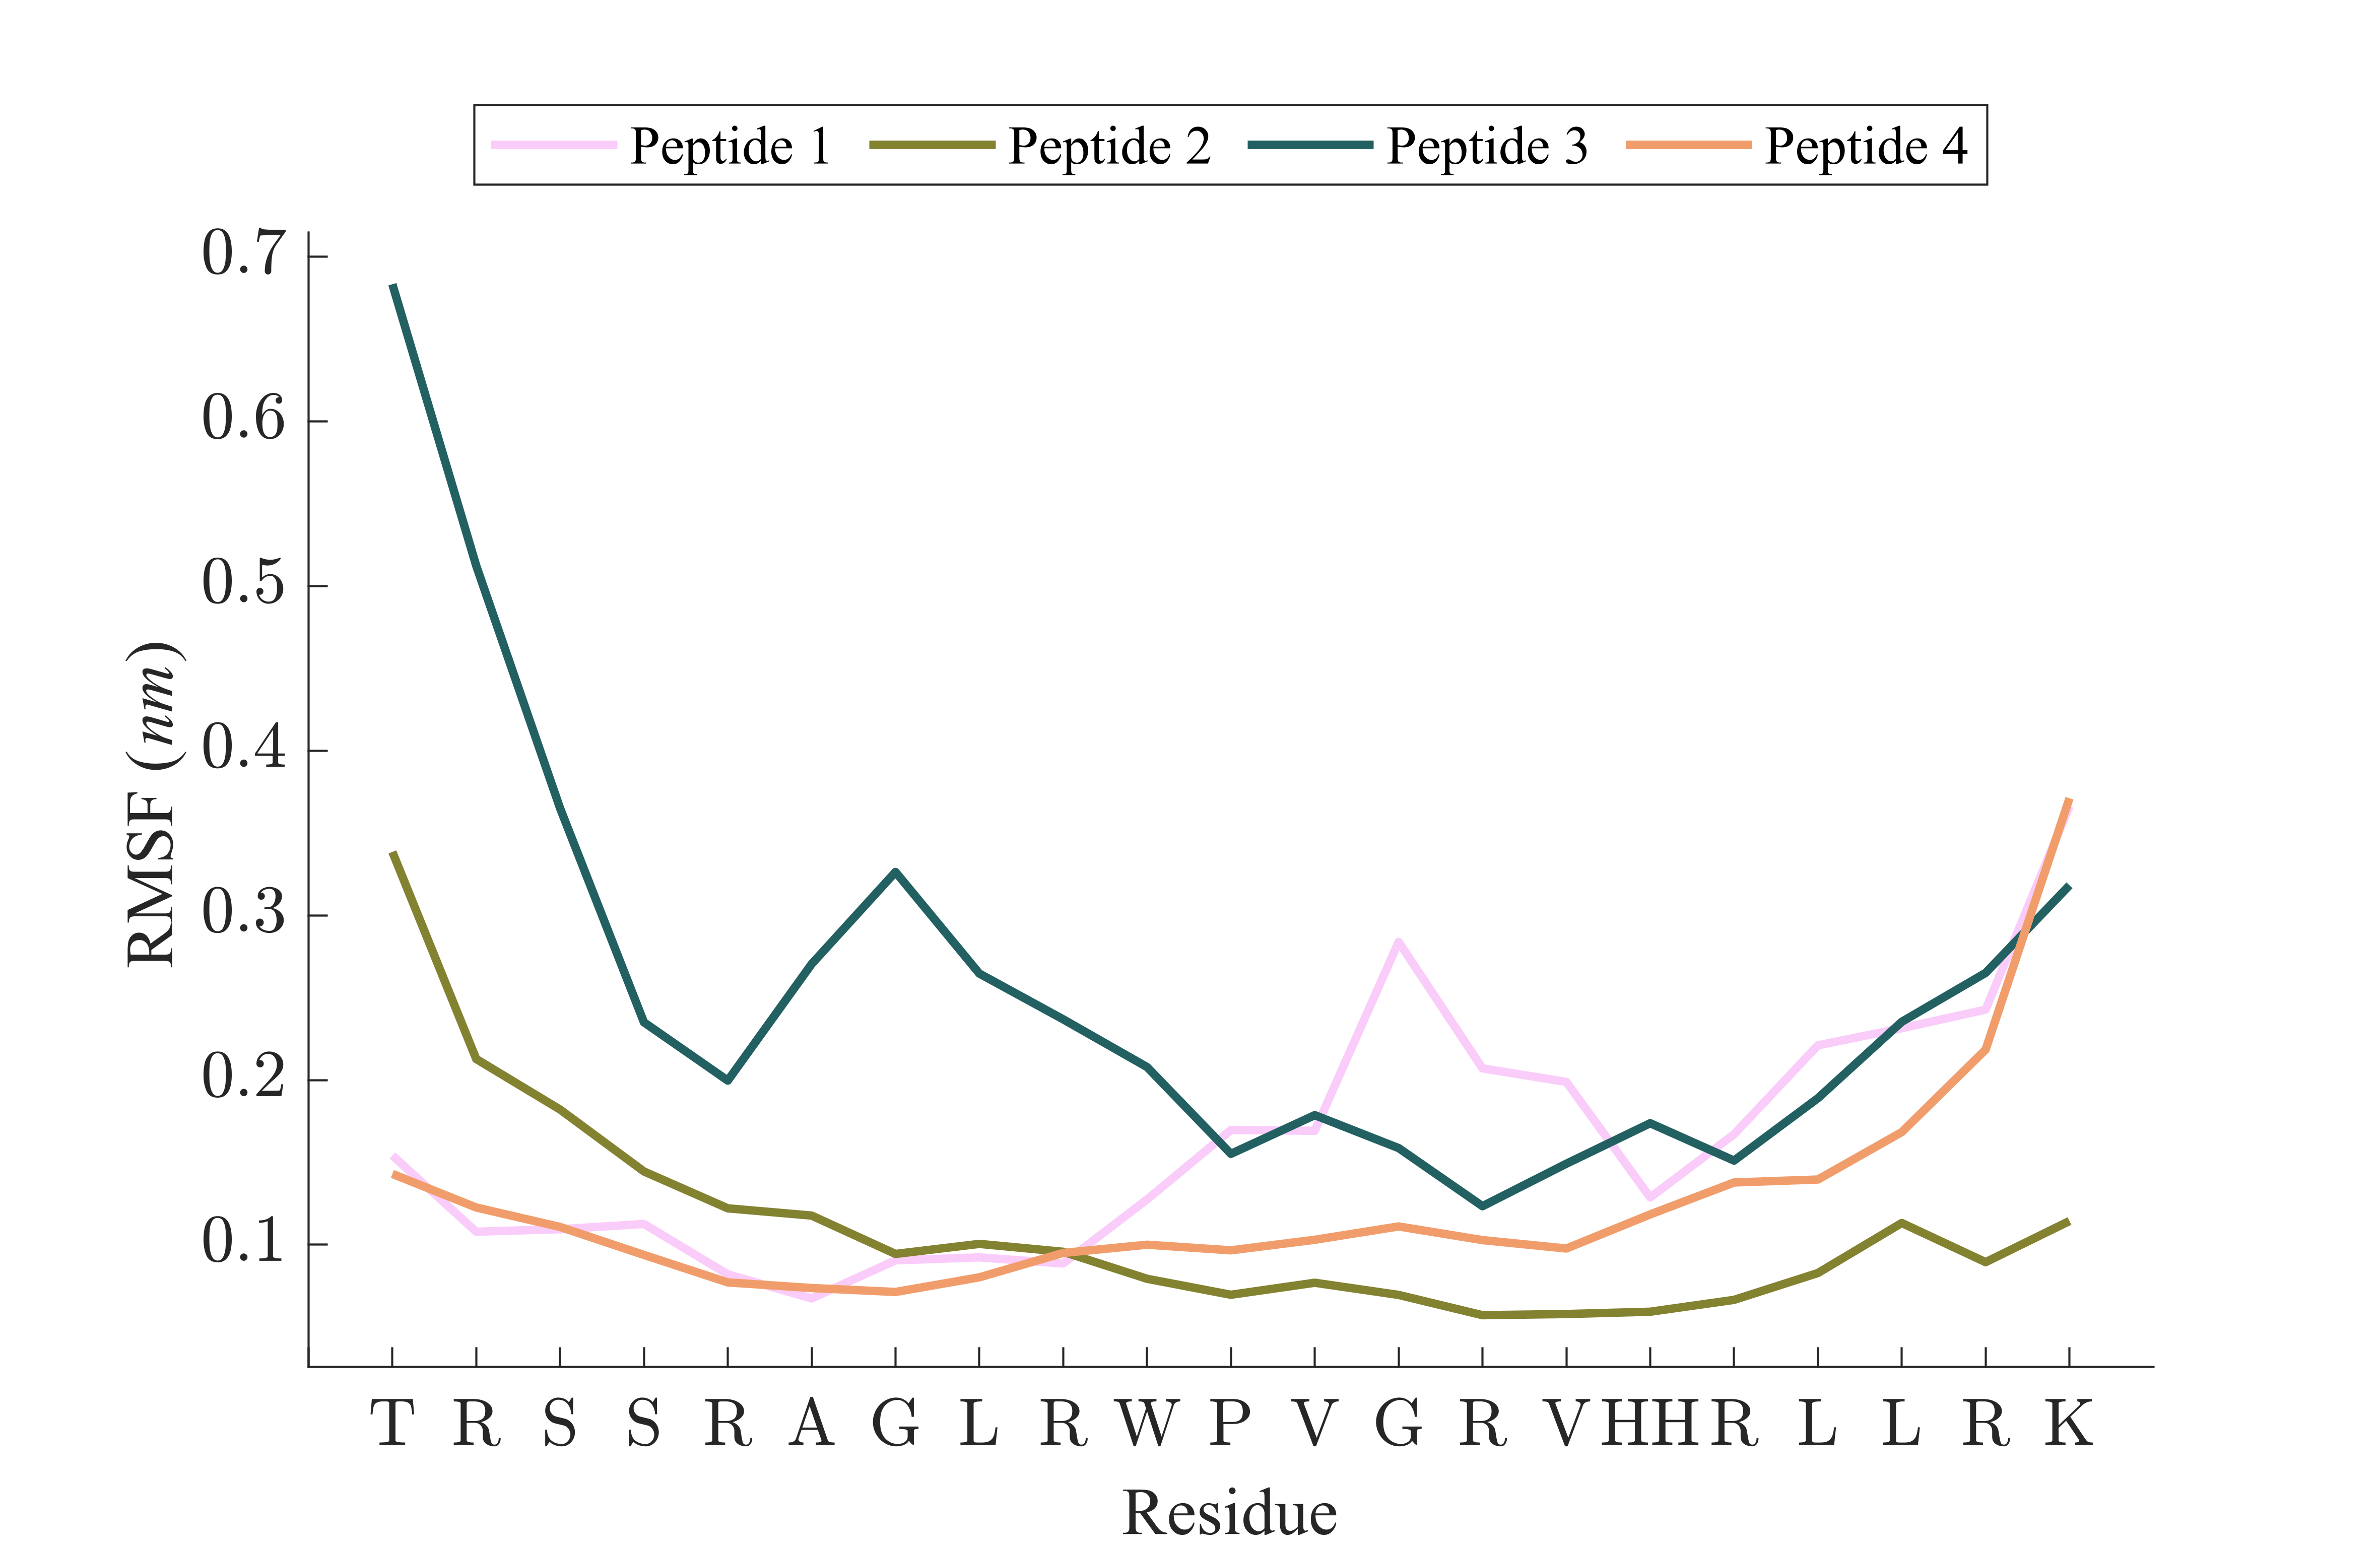 Peptide 1 Peptide 2 Peptide 3 Peptide 4
0.7
0.6
0.5
0.4
0.3
0.2
0.1
RMSF (nm)
T R S S R A G L R W P V G R V HH R L L R K
Residue